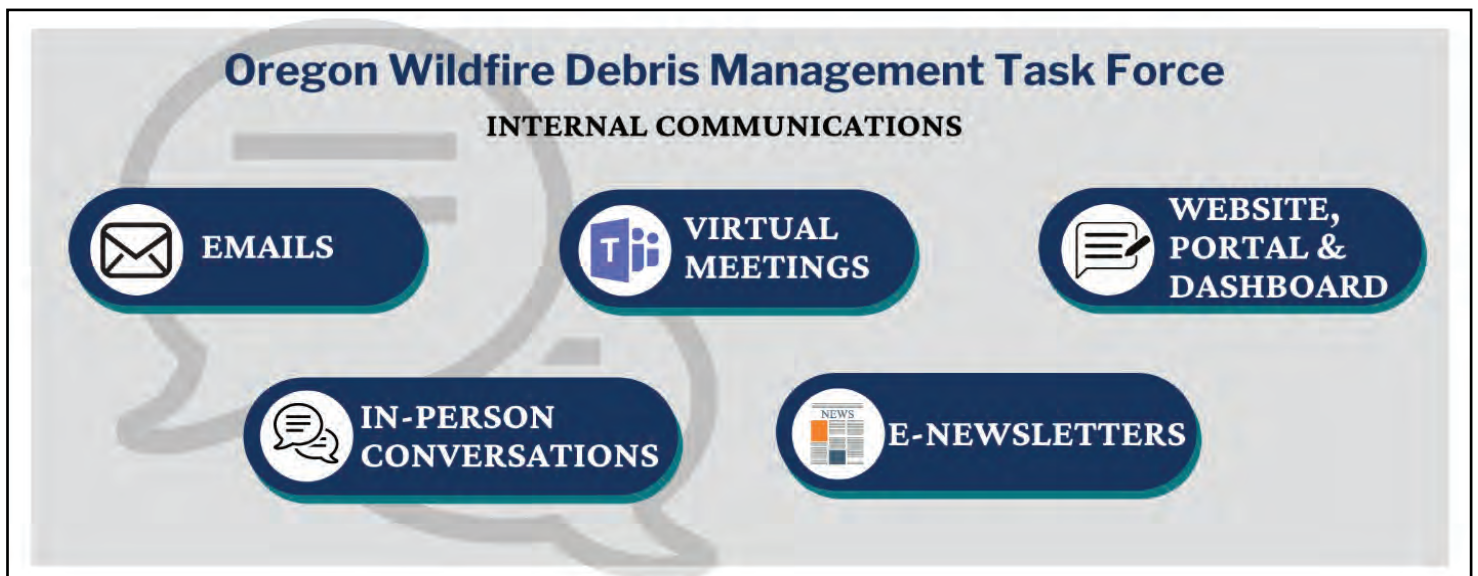 Oregon Wildfire Debris Management Task Force
INTERNAL COMMUNICATIONS
EMAILS
T
VIRTUAL
MEETINGS
WEBSITE,
PORTAL &
DASHBOARD
IN-PERSON
CONVERSATIONS
NEWS
E-NEWSLETTERS